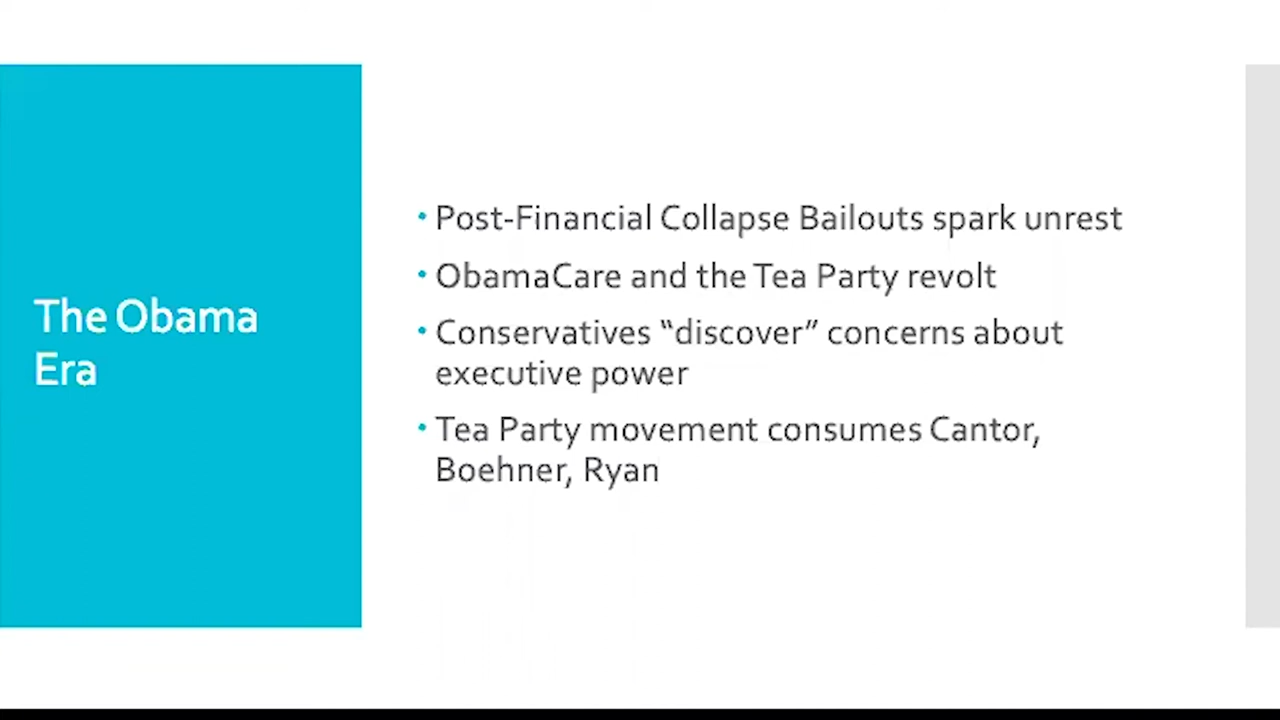 The Obama
Era
• Post-Financial Collapse Bailouts spark unrest
• ObamaCare and the Tea Party revolt
• Conservatives “discover” concerns about
executive power
• Tea Party movement consumes Cantor,
Boehner, Ryan